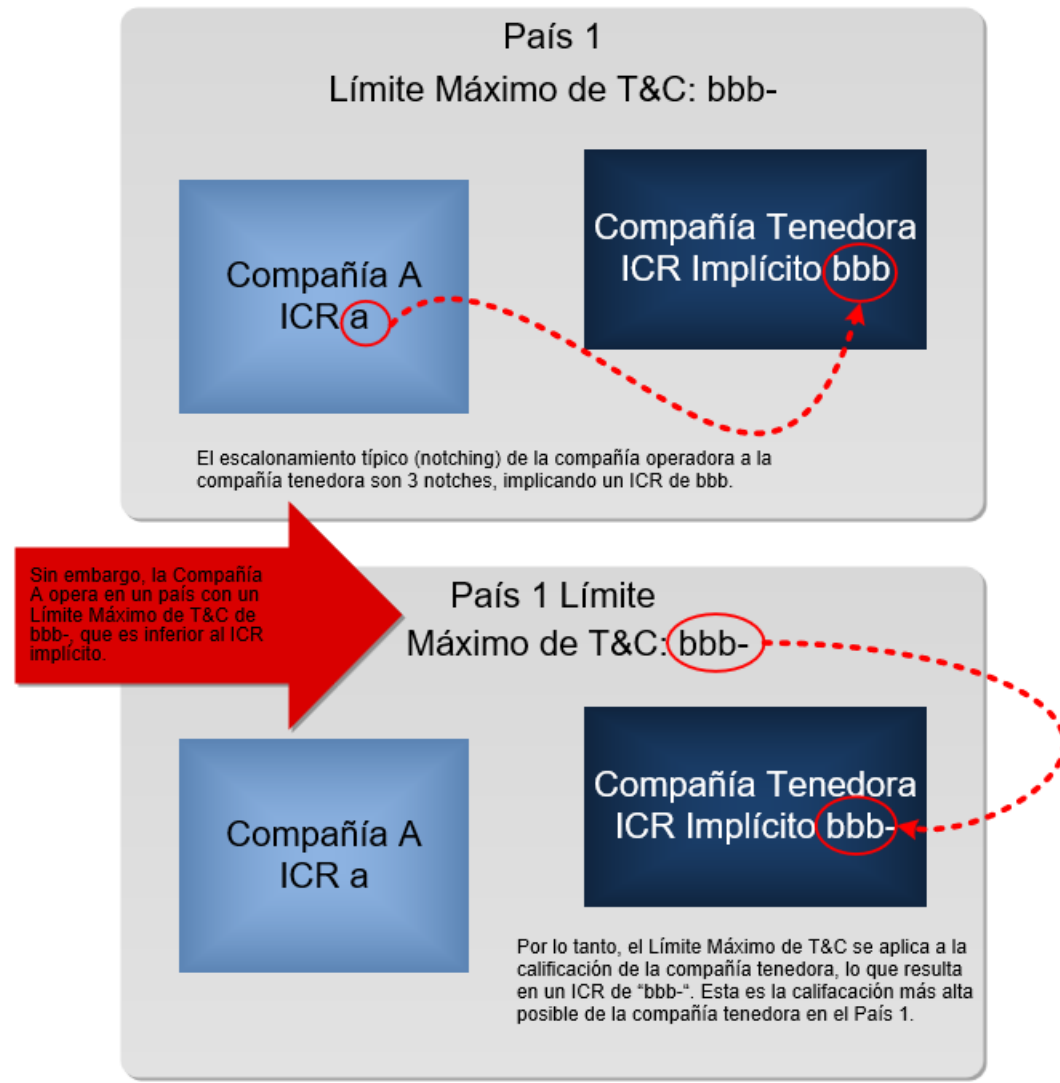 País 1
Límite Máximo de T&C: bbb-
Compañía A
ICR a
Compañía Tenedora
ICR Implícito bbb
El escalonamiento típico (notching) de la compañía operadora a la
compañía tenedora son 3 notches, implicando un ICR de bbb.
Sin embargo, la Compañía
A opera en un país con un
Límite Máximo de T&C de
bbb-, que es inferior al ICR
implícito.
País 1 Límite
Máximo de T&C: bbb-
Compañía A
ICR a
Compañía Tenedora
ICR Implícito bbb-
Por lo tanto, el Límite Máximo de T&C se aplica a la
calificación de la compañía tenedora, lo que resulta
en un ICR de “bbb-“. Esta es la califacación más alta
posible de la compañía tenedora en el País 1.